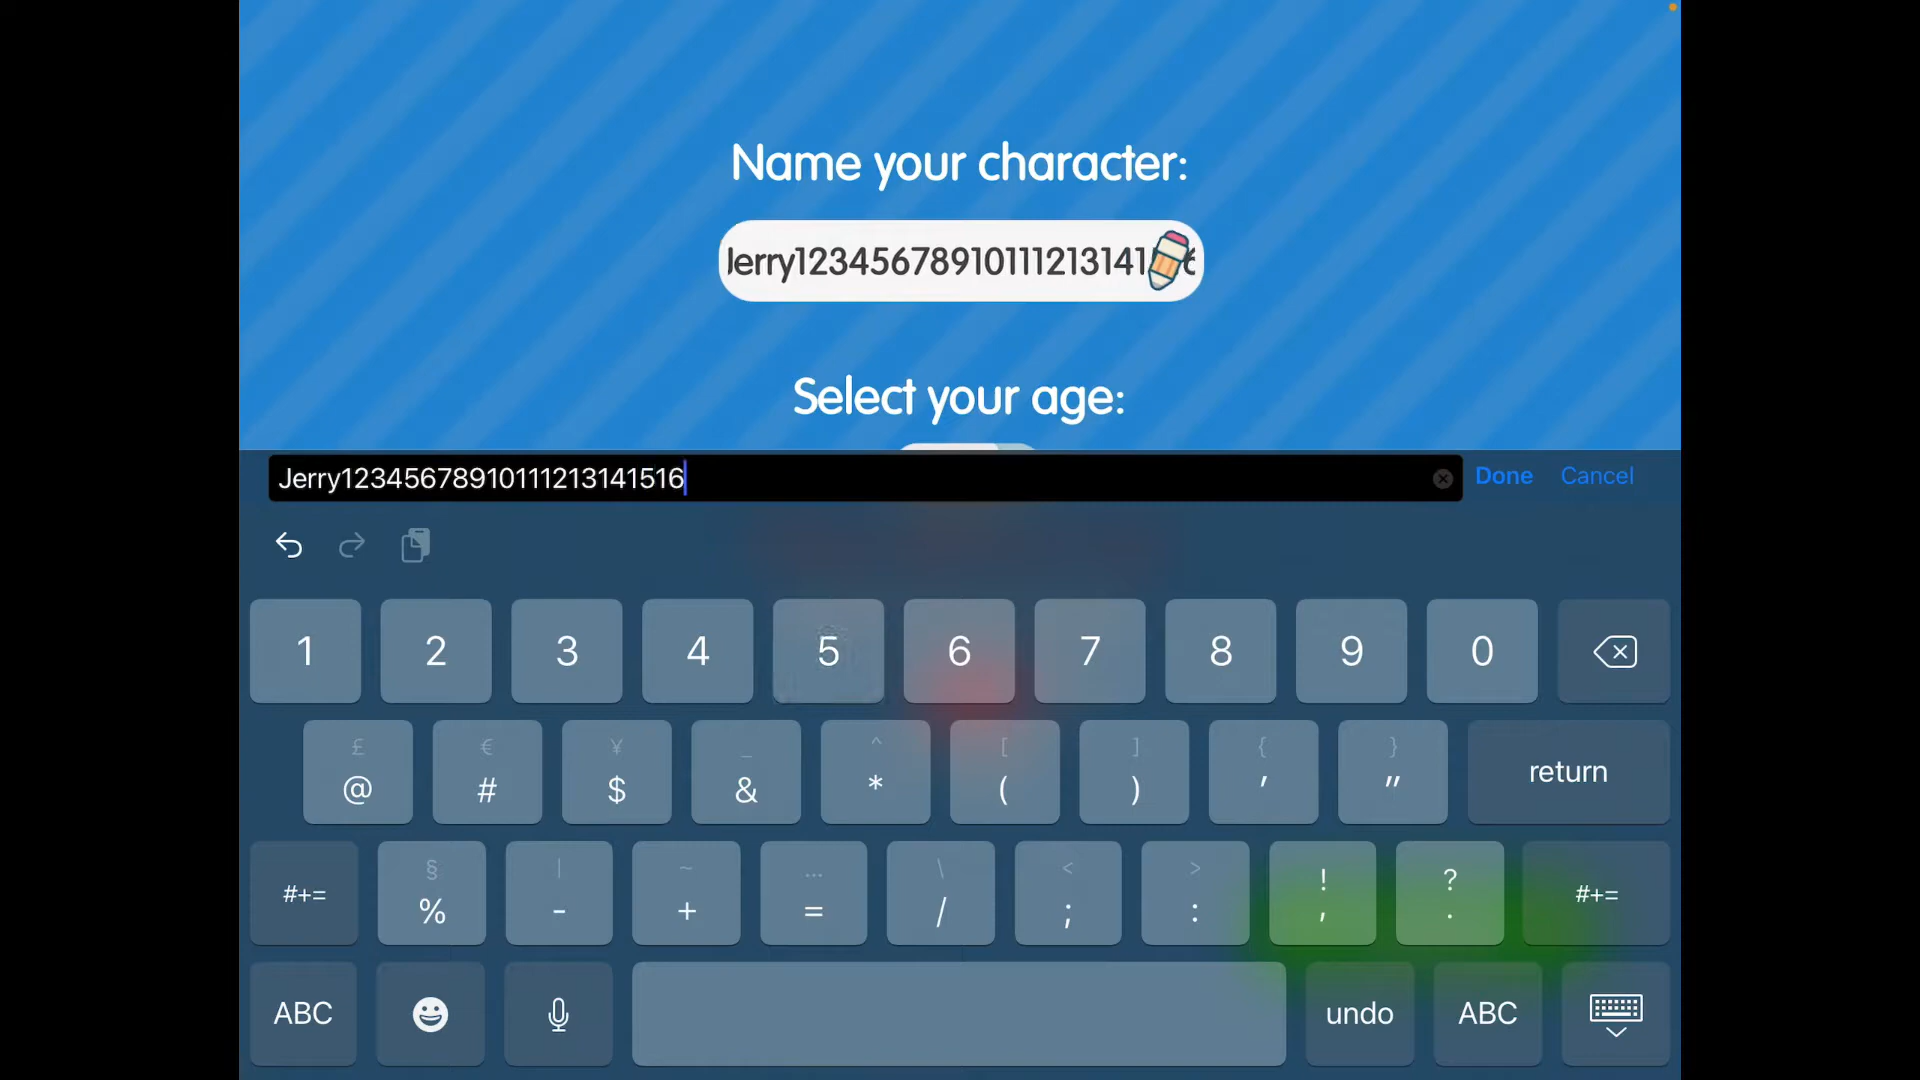 Name your character:
Jerry12345678910111213141516
Select your age:
Jerry12345678910111213141516 Done Cancel
1 2 3 4 5 6 7 8 9 0
£ € ¥ _ ^ [ ] { }
@ # $ & * ( ) ' " return
§ | ~ … \ < > ! ?
#+= % - + = / ; : , . #+=
ABC undo ABC